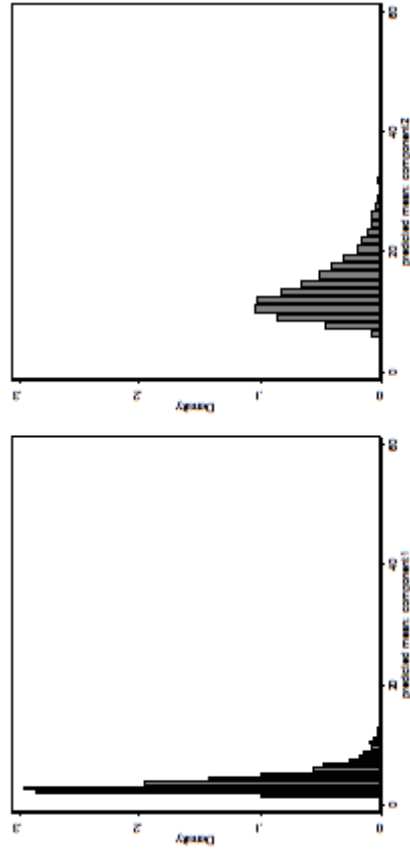 .3
.2
Density
.1
0
0 20 40 60
predicted mean, component1
.3
.2
Density
.1
0
0 20 40 60
predicted mean, component2